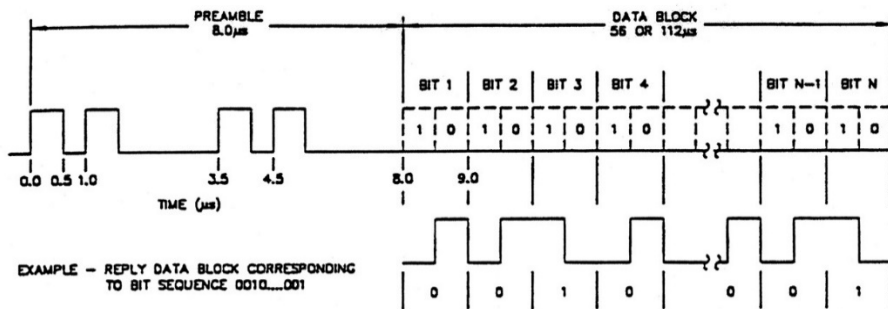 PREAMBLE
8.0μs
DATA BLOCK
56 OR 112μs
BIT 1 BIT 2 BIT 3 BIT 4 BIT N-1 BIT N
1 0 1 0 1 0 1 0 1 0 1 0
0.0 0.5 1.0 3.5 4.5 8.0 9.0
TIME (μs)
EXAMPLE - REPLY DATA BLOCK CORRESPONDING
TO BIT SEQUENCE 0010....001
0 0 1 0 0 0 1